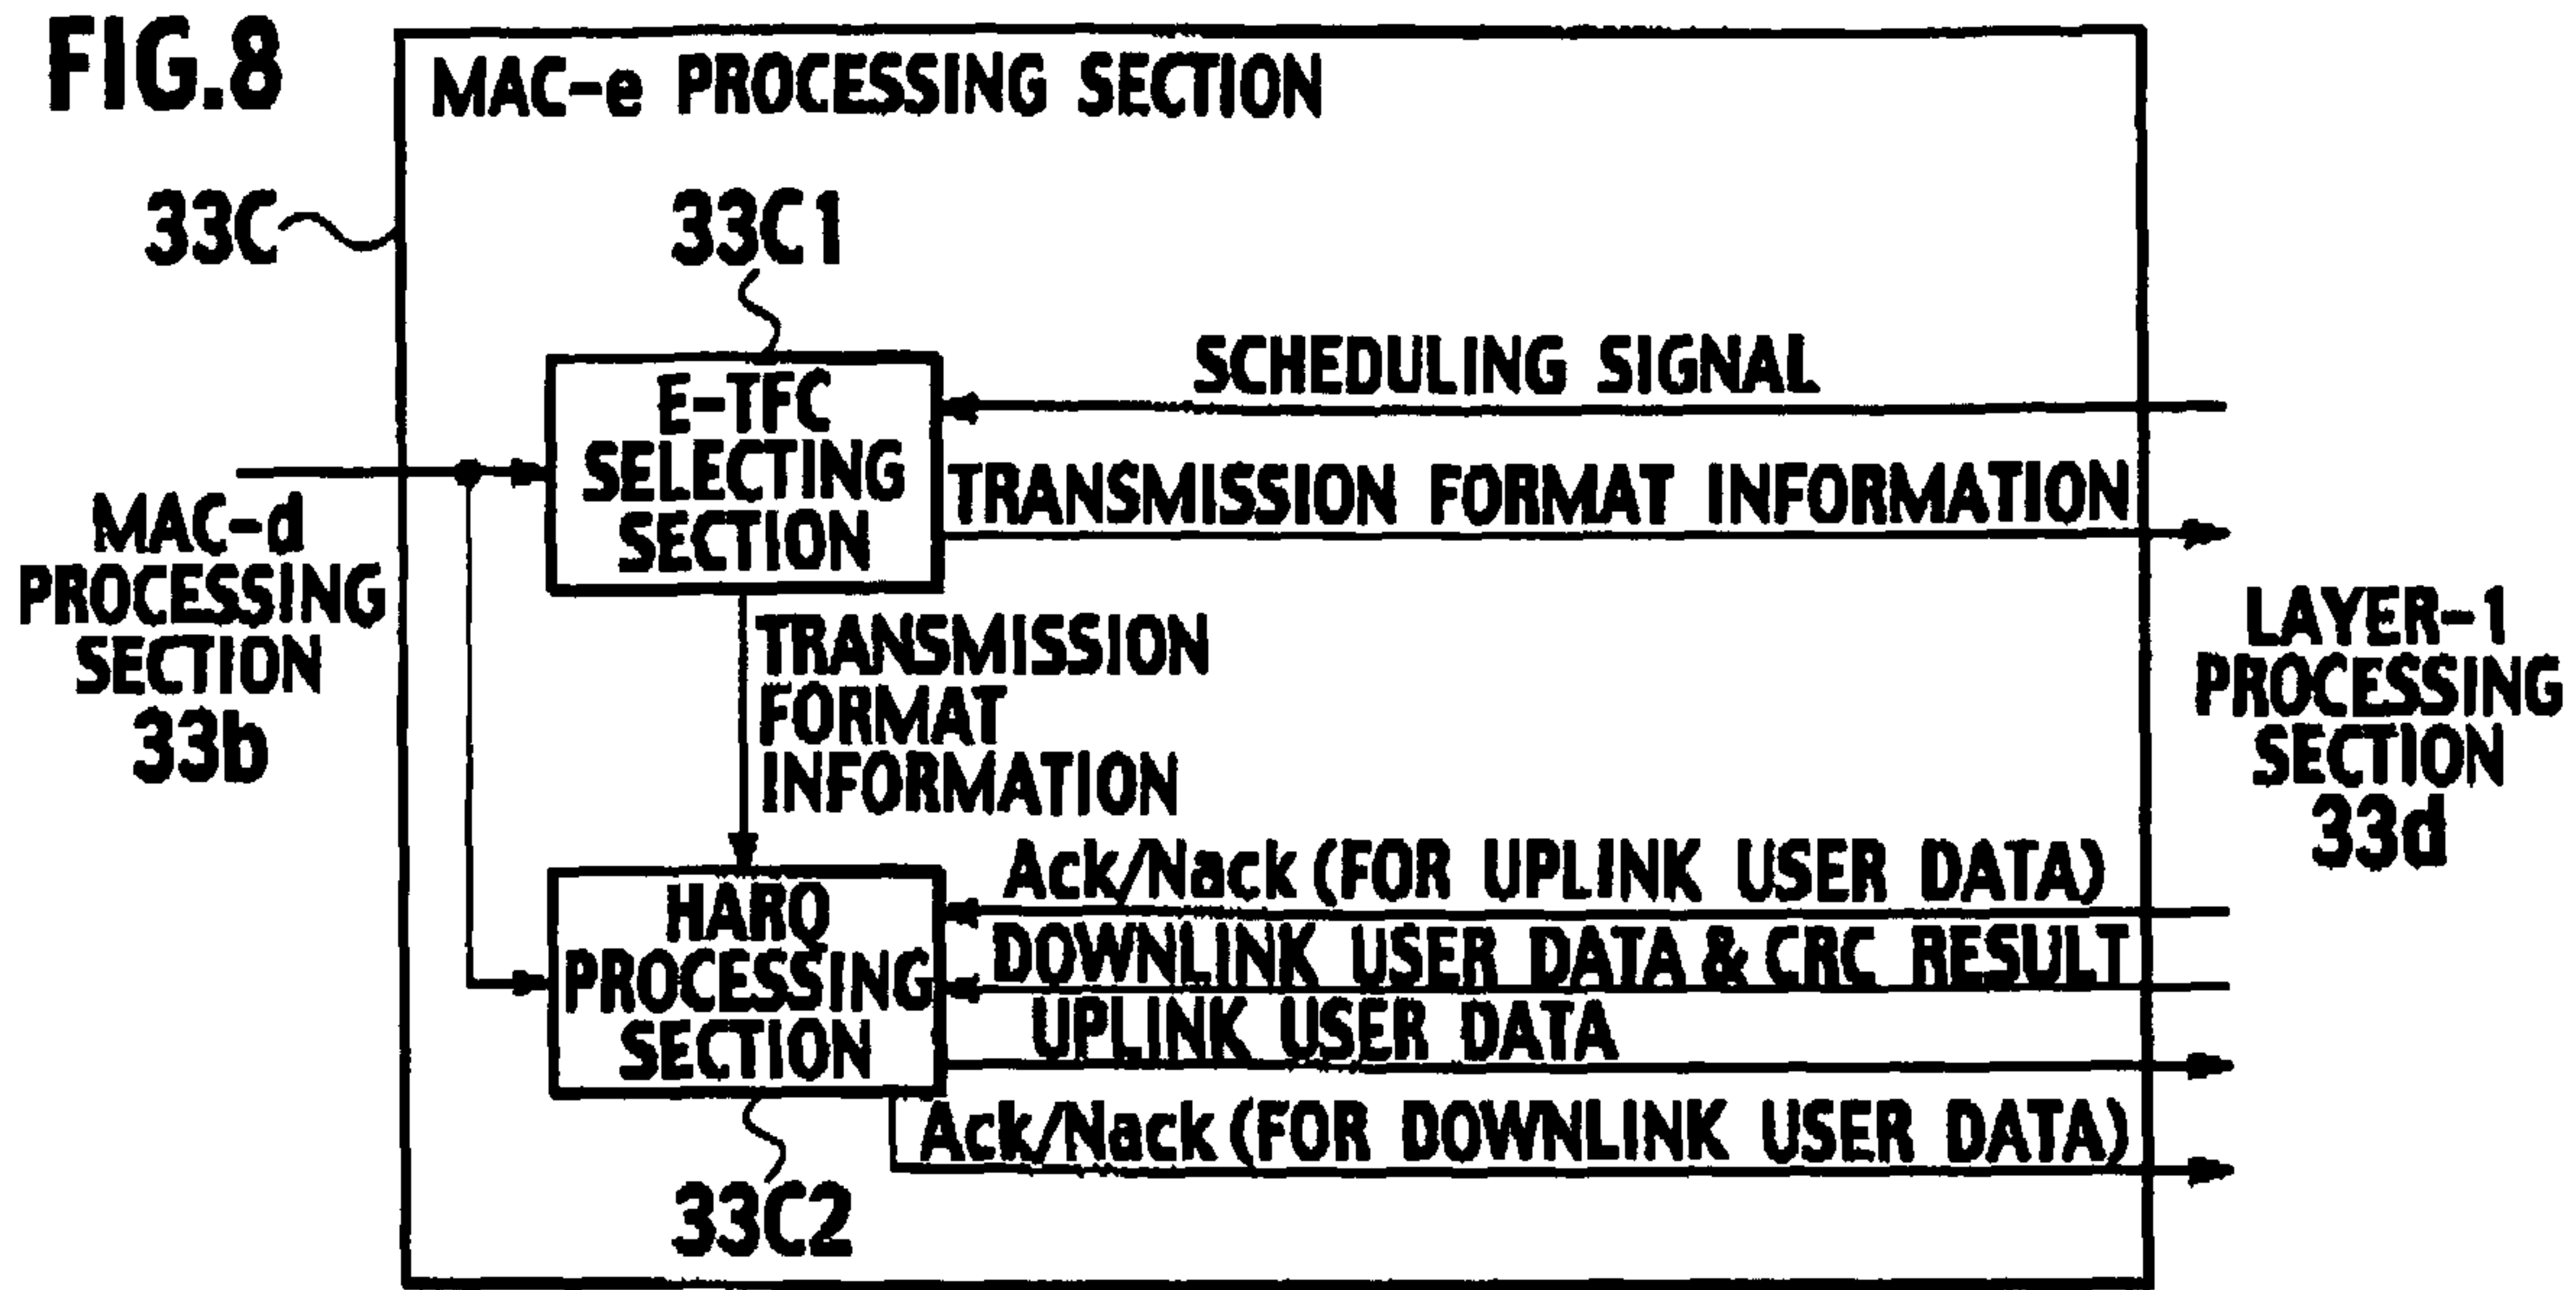 FIG.8
MAC-e PROCESSING SECTION
33C
33C1
E-TFC
SELECTING
SECTION
SCHEDULING SIGNAL
TRANSMISSION FORMAT INFORMATION
MAC-d
PROCESSING
SECTION
33b
TRANSMISSION
FORMAT
INFORMATION
LAYER-1
PROCESSING
SECTION
33d
HARQ
PROCESSING
SECTION
Ack/Nack (FOR UPLINK USER DATA)
DOWNLINK USER DATA & CRC RESULT
UPLINK USER DATA
Ack/Nack (FOR DOWNLINK USER DATA)
33C2